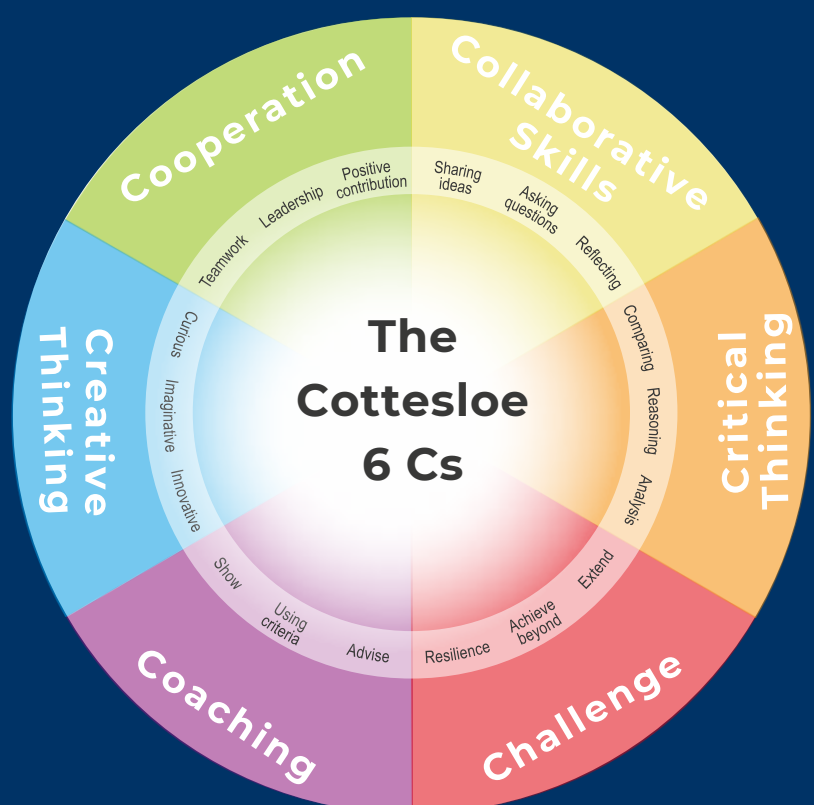 The
Cottesloe
6 Cs
Collaborative
Skills
Sharing
ideas
Asking
questions
Reflecting
Critical
Thinking
Comparing
Reasoning
Analysis
Challenge
Extend
Achieve
beyond
Resilience
Coaching
Advise
Using
criteria
Show
Creative
Thinking
Innovative
Imaginative
Curious
Cooperation
Teamwork
Leadership
Positive
contribution